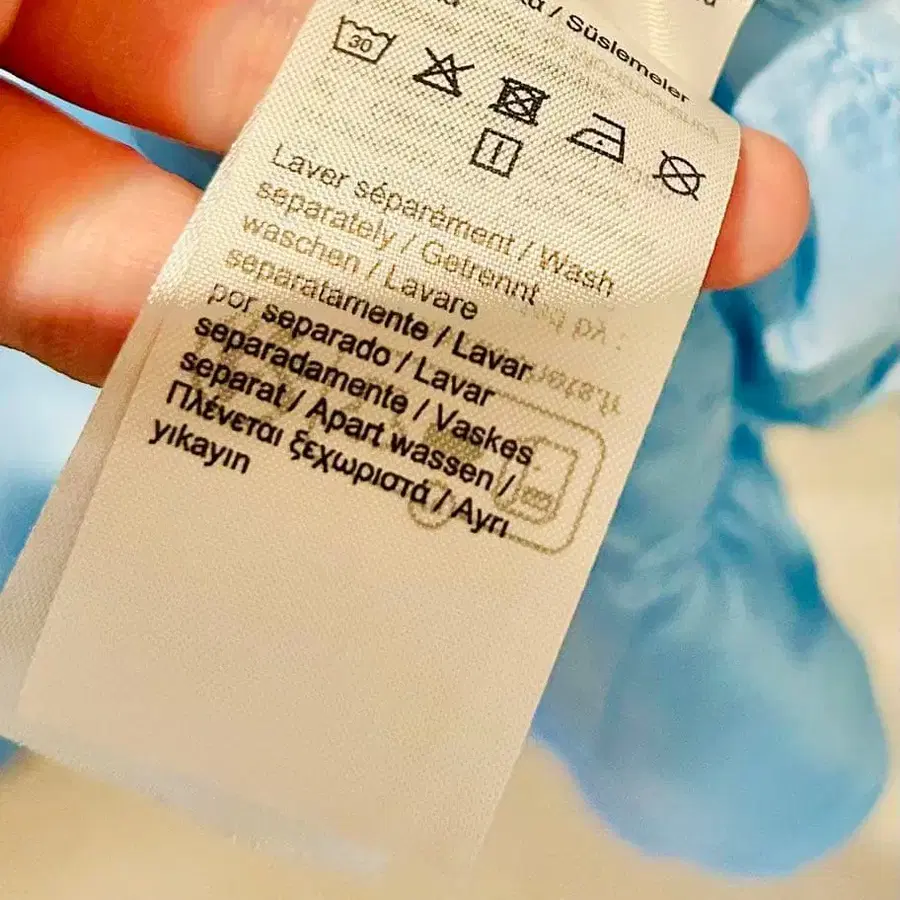 / Süslemeler
30
Laver séparément / Wash
separately / Getrennt
waschen / Lavare
separatamente / Lavar
por separado / Lavar
separadamente / Vaskes
separat / Apart wassen /
Πλένεται ξεχωριστά / Ayrı
yıkayın